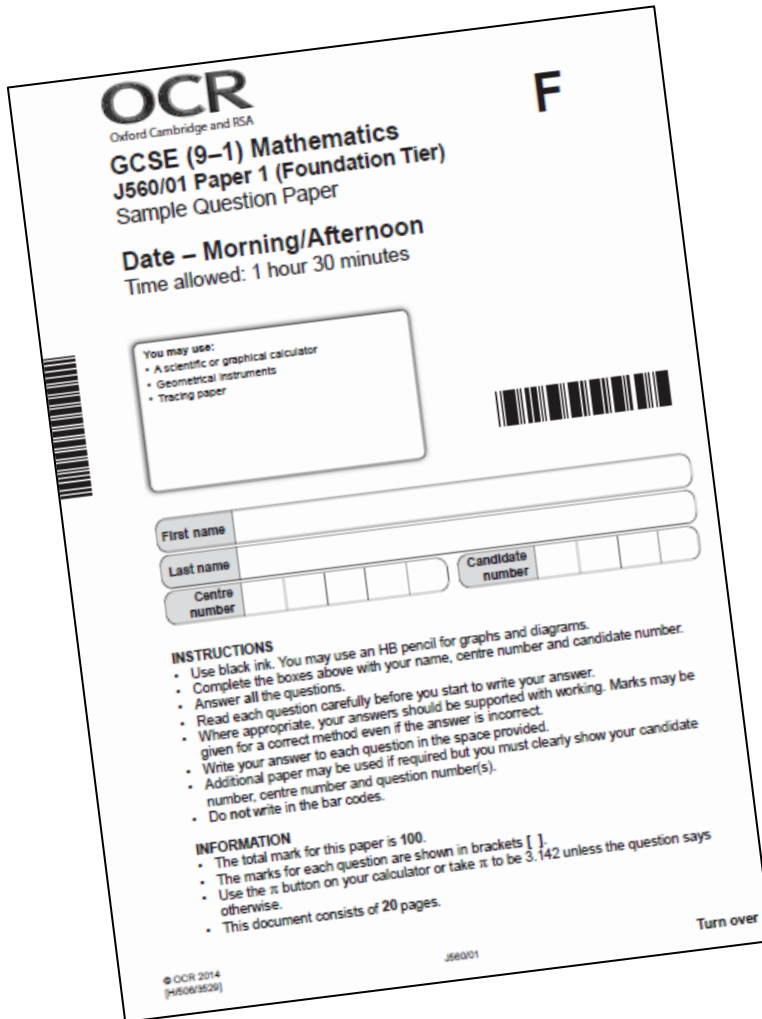 OCR
Oxford Cambridge and RSA
F
GCSE (9–1) Mathematics
J560/01 Paper 1 (Foundation Tier)
Sample Question Paper
Date – Morning/Afternoon
Time allowed: 1 hour 30 minutes
You may use:
• A scientific or graphical calculator
• Geometrical instruments
• Tracing paper
First name
Last name
Centre
number
Candidate
number
INSTRUCTIONS
• Use black ink. You may use an HB pencil for graphs and diagrams.
• Complete the boxes above with your name, centre number and candidate number.
• Answer all the questions.
• Read each question carefully before you start to write your answer.
• Where appropriate, your answers should be supported with working. Marks may be
given for a correct method even if the answer is incorrect.
• Write your answer to each question in the space provided.
• Additional paper may be used if required but you must clearly show your candidate
number, centre number and question number(s).
• Do not write in the bar codes.
INFORMATION
• The total mark for this paper is 100.
• The marks for each question are shown in brackets [ ].
• Use the π button on your calculator or take π to be 3.142 unless the question says
otherwise.
• This document consists of 20 pages.
© OCR 2014
[H/506/3529]
J560/01
Turn over